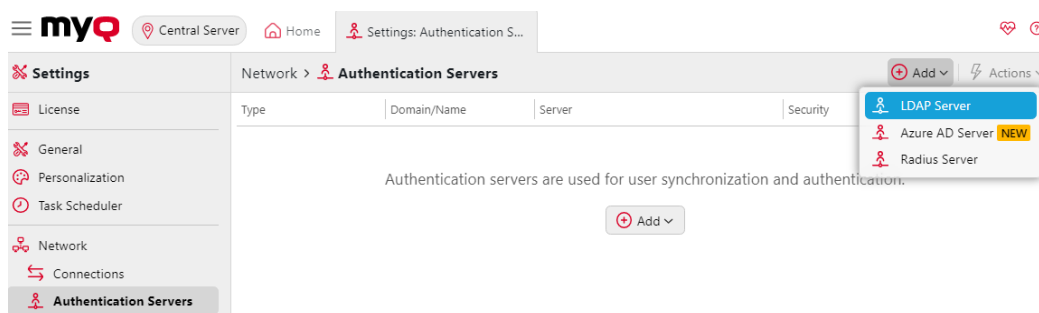 myQ Central Server Home Settings: Authentication S...
Settings Network > Authentication Servers Add Actions
License Type Domain/Name Server Security LDAP Server
General Azure AD Server NEW
Personalization Authentication servers are used for user synchronization and authentication. Radius Server
Task Scheduler Add
Network
Connections
Authentication Servers